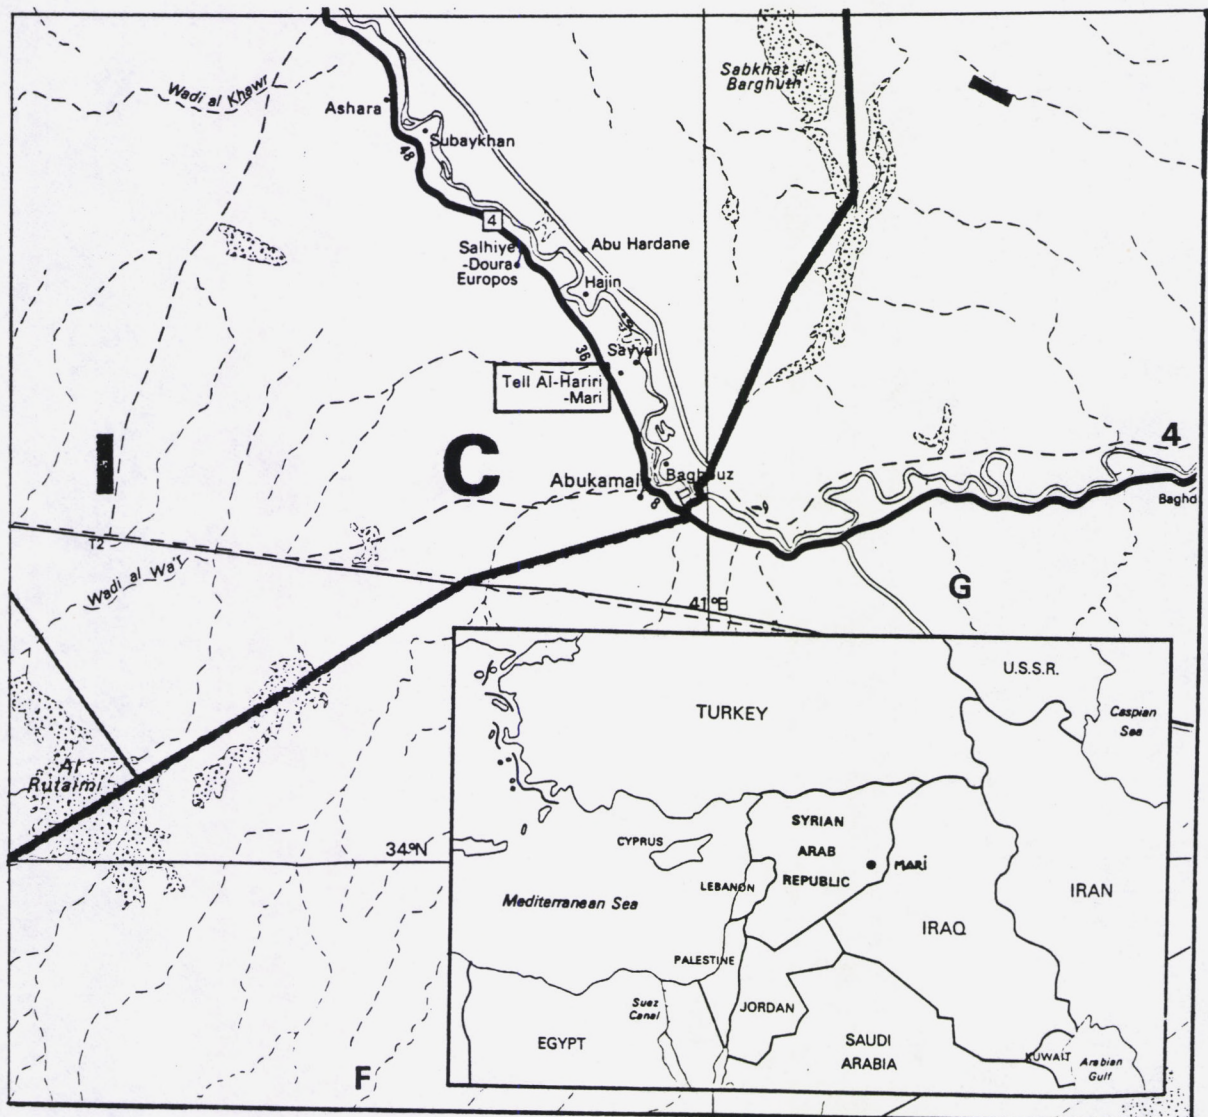 Sabkhat al
Barghuth
Wadi al Khawr
Ashara
Subaykhan
48
4
Salhiye
-Doura
Europos
Abu Hardane
Hajin
36
Sayyal
Tell Al-Hariri
-Mari
I
C
4
Baghouz
Abukamal
8
Baghd
T2
Wadi al Wa'r
G
41°E
Al
Rutaimi
34°N
F
U.S.S.R.
TURKEY
Caspian
Sea
SYRIAN
ARAB
REPUBLIC
CYPRUS
MARI
LEBANON
IRAN
Mediterranean Sea
IRAQ
PALESTINE
Suez
Canal
JORDAN
EGYPT
SAUDI
ARABIA
KUWAIT
Arabian
Gulf